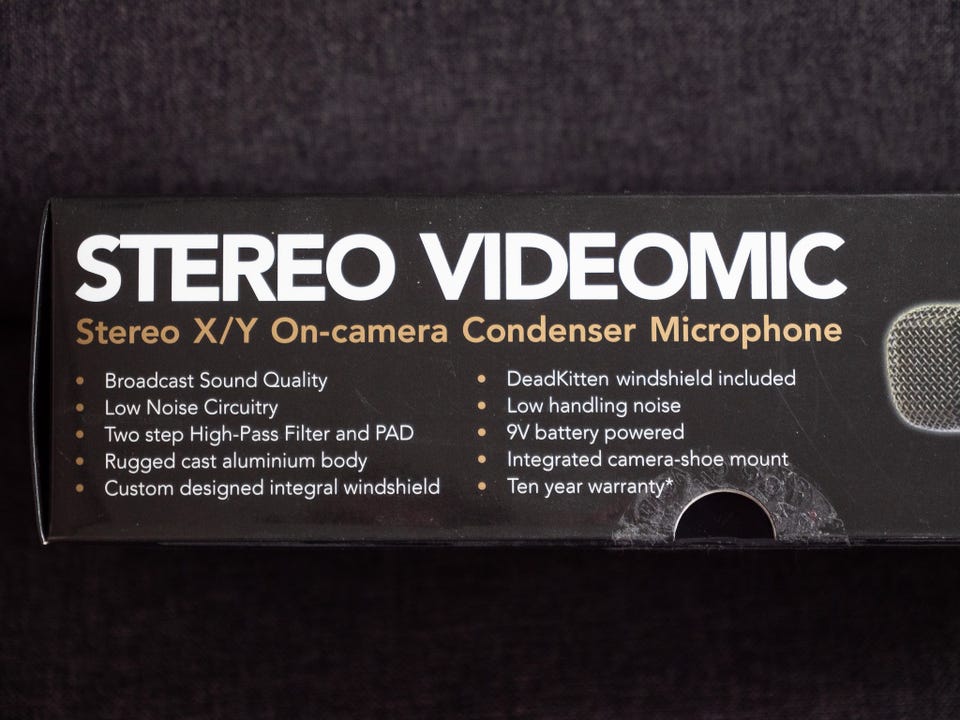 STEREO VIDEOMIC
Stereo X/Y On-camera Condenser Microphone
• Broadcast Sound Quality
• Low Noise Circuitry
• Two step High-Pass Filter and PAD
• Rugged cast aluminium body
• Custom designed integral windshield
• DeadKitten windshield included
• Low handling noise
• 9V battery powered
• Integrated camera-shoe mount
• Ten year warranty*